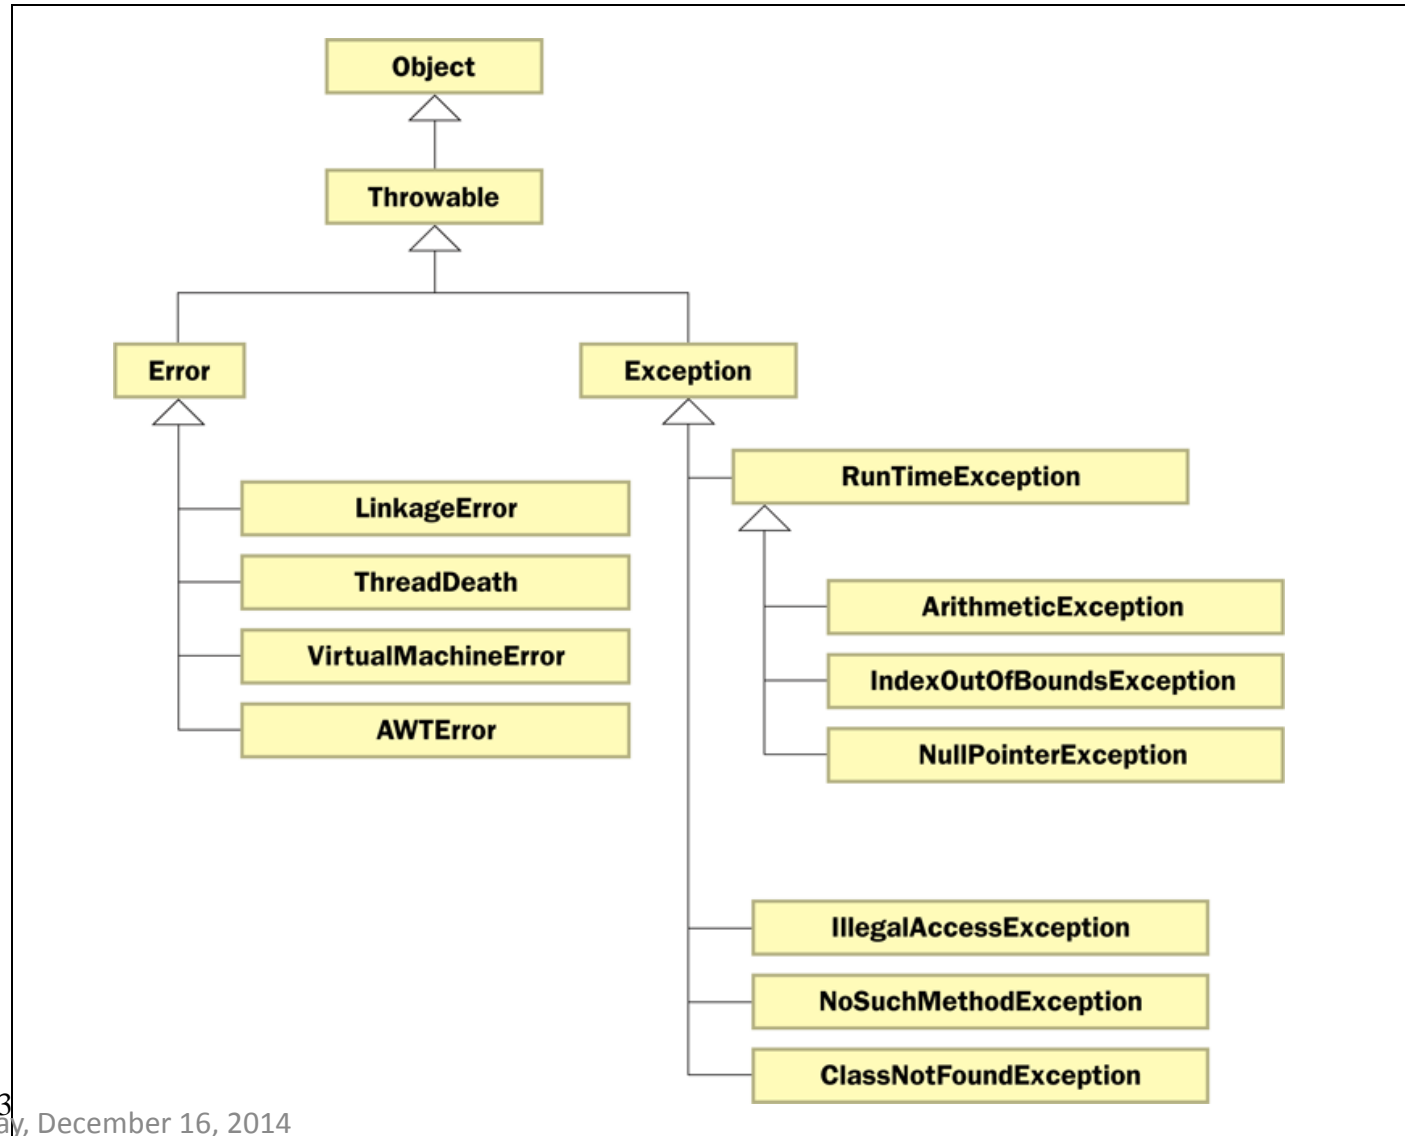 Object
Throwable
Error
Exception
RunTimeException
LinkageError
ThreadDeath
ArithmeticException
VirtualMachineError
IndexOutOfBoundsException
AWTError
NullPointerException
IllegalAccessException
NoSuchMethodException
ClassNotFoundException
3
December 16, 2014